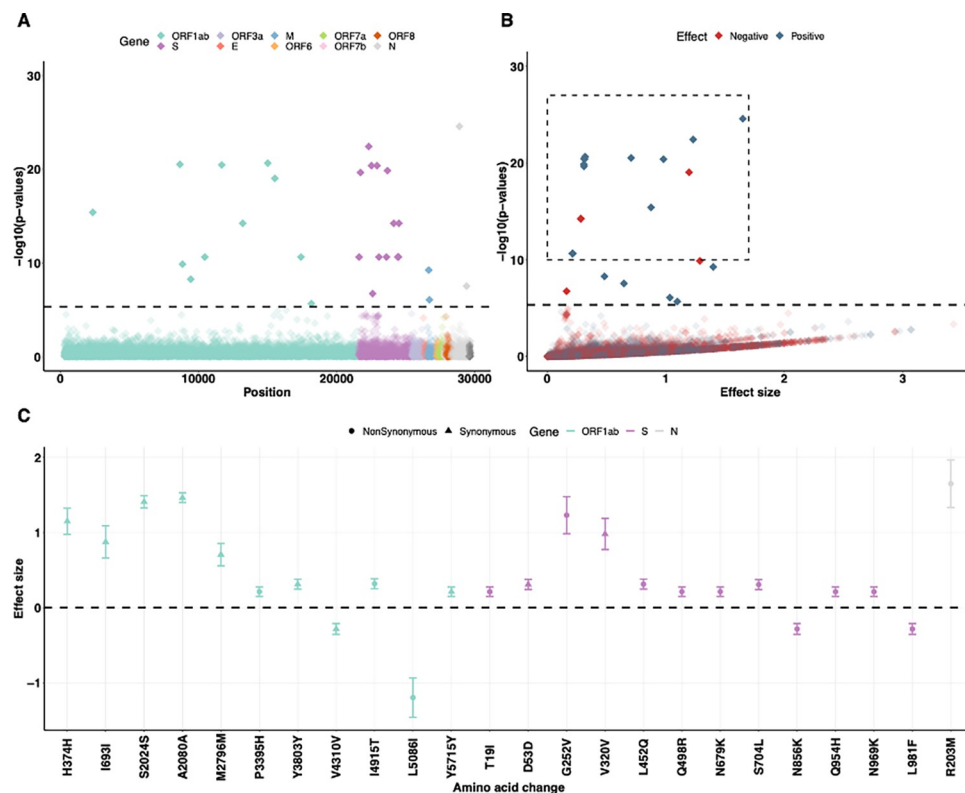 A
Gene ORF1ab ORF3a M ORF7a ORF8
S E ORF6 ORF7b N
30
20
10
0
−log10(p-values)
0 10000 20000 30000
Position
B
Effect Negative Positive
30
20
10
0
−log10(p-values)
0 1 2 3
Effect size
C
NonSynonymous Synonymous Gene ORF1ab S N
2
1
0
−1
Effect size
H374H I693I S2024S A2080A M2796M P3395H Y3803Y V4310V I4915T L5086I Y5715Y T19I D53D G252V V320V L452Q Q498R N679K S704L N856K Q954H N969K L981F R203M
Amino acid change